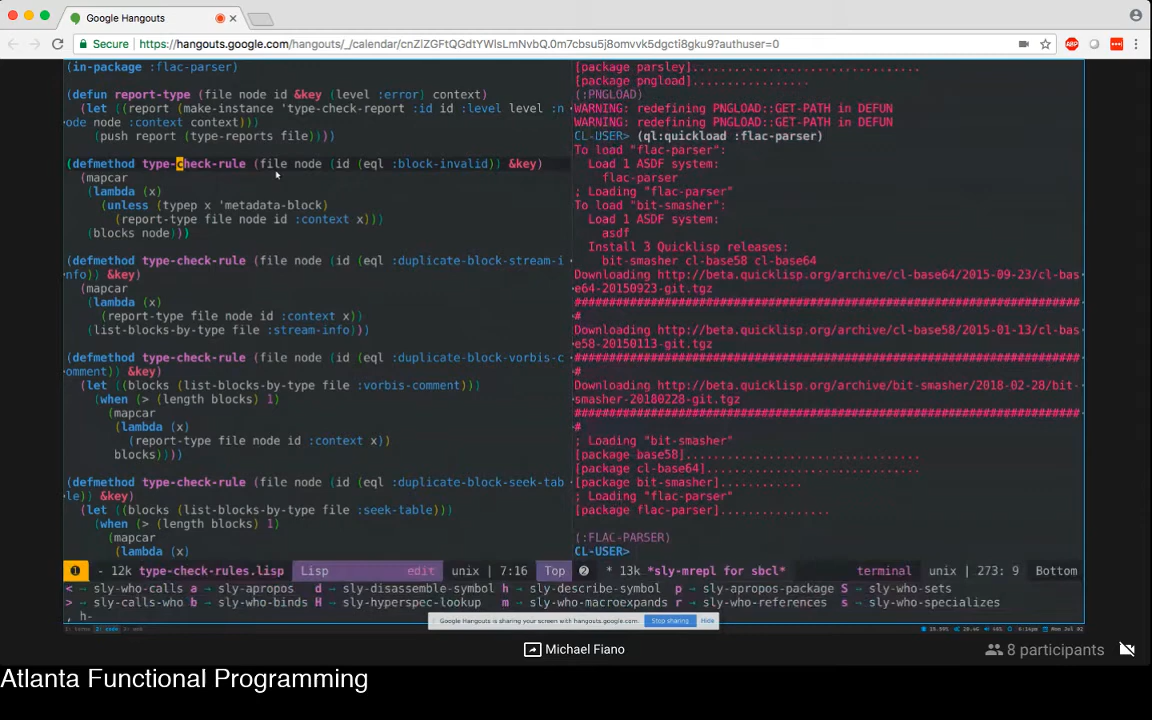 Google Hangouts
Secure https://hangouts.google.com/hangouts/_/calendar/cnZlZGFtQGdtYWlsLmNvbQ.0m7cbsu5j8omvvk5dgcti8gku9?authuser=0
ABP
(in-package :flac-parser)
(defun report-type (file node id &key (level :error) context)
(let ((report (make-instance 'type-check-report :id id :level level :n
ode node :context context)))
(push report (type-reports file))))
(defmethod type-check-rule (file node (id (eql :block-invalid)) &key)
(mapcar
(lambda (x)
(unless (typep x 'metadata-block)
(report-type file node id :context x)))
(blocks node)))
(defmethod type-check-rule (file node (id (eql :duplicate-block-stream-i
nfo)) &key)
(mapcar
(lambda (x)
(report-type file node id :context x))
(list-blocks-by-type file :stream-info)))
(defmethod type-check-rule (file node (id (eql :duplicate-block-vorbis-c
omment)) &key)
(let ((blocks (list-blocks-by-type file :vorbis-comment)))
(when (> (length blocks) 1)
(mapcar
(lambda (x)
(report-type file node id :context x))
blocks))))
(defmethod type-check-rule (file node (id (eql :duplicate-block-seek-tab
le)) &key)
(let ((blocks (list-blocks-by-type file :seek-table)))
(when (> (length blocks) 1)
(mapcar
(lambda (x)
[package parsley]................................
[package pngload].................
(:PNGLOAD)
WARNING: redefining PNGLOAD::GET-PATH in DEFUN
WARNING: redefining PNGLOAD::GET-PATH in DEFUN
CL-USER> (ql:quickload :flac-parser)
To load "flac-parser":
Load 1 ASDF system:
flac-parser
; Loading "flac-parser"
To load "bit-smasher":
Load 1 ASDF system:
asdf
Install 3 Quicklisp releases:
bit-smasher cl-base58 cl-base64
Downloading http://beta.quicklisp.org/archive/cl-base64/2015-09-23/cl-bas
e64-20150923-git.tgz
##########################################################################
#
Downloading http://beta.quicklisp.org/archive/cl-base58/2015-01-13/cl-bas
e58-20150113-git.tgz
##########################################################################
#
Downloading http://beta.quicklisp.org/archive/bit-smasher/2018-02-28/bit-
smasher-20180228-git.tgz
##########################################################################
#
; Loading "bit-smasher"
[package base58]..................................
[package cl-base64]...............................
[package bit-smasher]............
; Loading "flac-parser"
[package flac-parser]................
(:FLAC-PARSER)
CL-USER>
1 - 12k type-check-rules.lisp Lisp edit unix | 7:16 Top
2 * 13k *sly-mrepl for sbcl* terminal unix | 273: 9 Bottom
< → sly-who-calls a → sly-apropos d → sly-disassemble-symbol h → sly-describe-symbol p → sly-apropos-package S → sly-who-sets
> → sly-calls-who b → sly-who-binds H → sly-hyperspec-lookup m → sly-who-macroexpands r → sly-who-references s → sly-who-specializes
, h-
Google Hangouts is sharing your screen with hangouts.google.com. Stop sharing Hide
Michael Fiano
8 participants
Atlanta Functional Programming